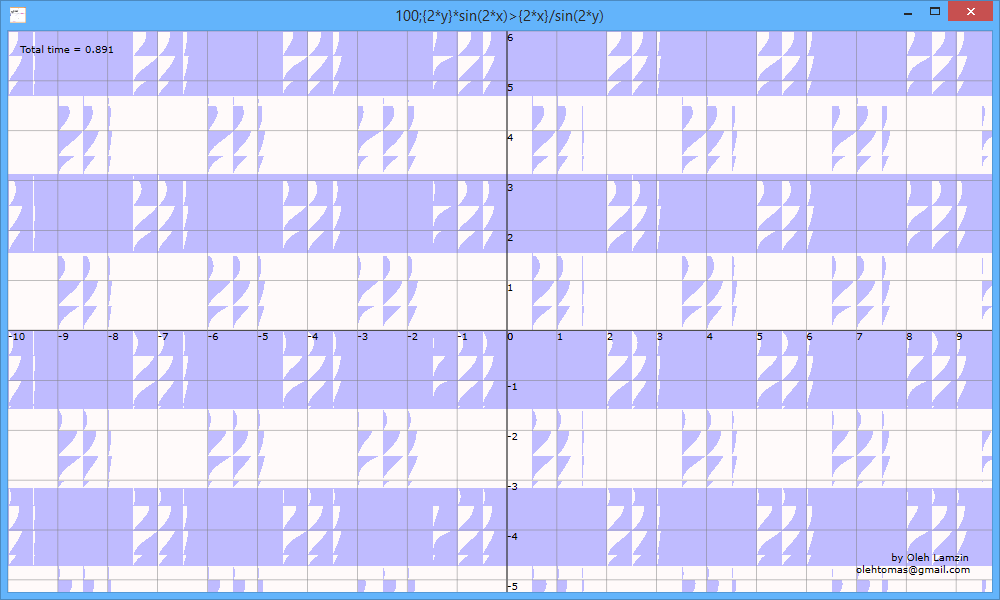 100;{2*y}*sin(2*x)>{2*x}/sin(2*y)
Total time = 0.891
6
5
4
3
2
1
-10 -9 -8 -7 -6 -5 -4 -3 -2 -1 0 1 2 3 4 5 6 7 8 9
-1
-2
-3
-4
by Oleh Lamzin
olehtomas@gmail.com
-5